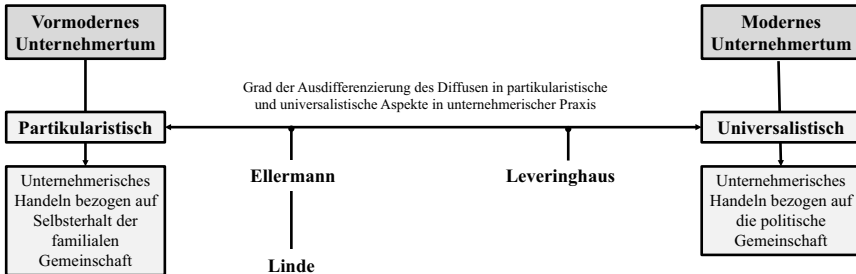 Vormodernes
Unternehmertum
Modernes
Unternehmertum
Grad der Ausdifferenzierung des Diffusen in partikularistische
und universalistische Aspekte in unternehmerischer Praxis
Partikularistisch
Universalistisch
Ellermann
Leveringhaus
Unternehmerisches
Handeln bezogen auf
Selbsterhalt der
familialen
Gemeinschaft
Unternehmerisches
Handeln bezogen auf
die politische
Gemeinschaft
Linde